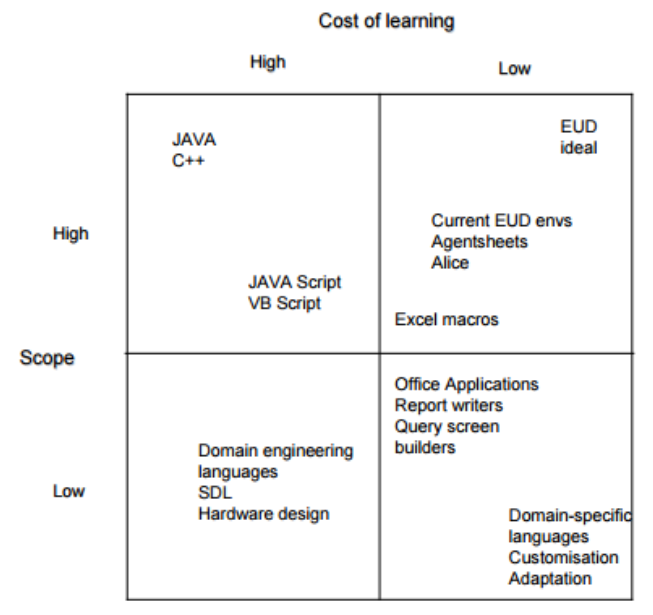 Cost of learning
High
Low
JAVA
C++
EUD
ideal
High
Current EUD envs
Agentsheets
Alice
JAVA Script
VB Script
Excel macros
Scope
Office Applications
Report writers
Query screen
builders
Domain engineering
languages
SDL
Hardware design
Low
Domain-specific
languages
Customisation
Adaptation